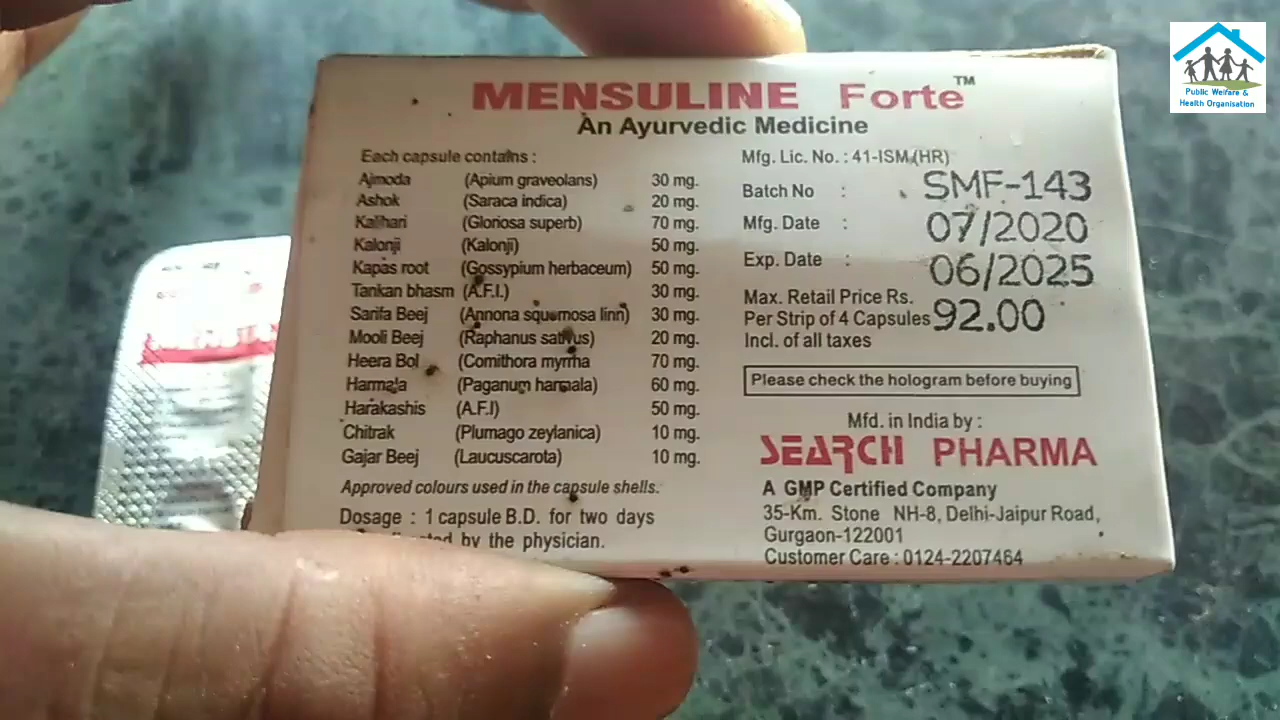 MENSULINE Forte™
An Ayurvedic Medicine
Each capsule contains :
Ajmoda (Apium graveolans) 30 mg.
Ashok (Saraca indica) 20 mg.
Kalihari (Gloriosa superb) 70 mg.
Kalonji (Kalonji) 50 mg.
Kapas root (Gossypium herbaceum) 50 mg.
Tankan bhasm (A.F.I.) 30 mg.
Sarifa Beej (Annona squemosa linn) 30 mg.
Mooli Beej (Raphanus sativus) 20 mg.
Heera Bol (Comithora myrrha 70 mg.
Harmala (Paganum harmala) 60 mg.
Harakashis (A.F.I) 50 mg.
Chitrak (Plumago zeylanica) 10 mg.
Gajar Beej (Laucuscarota) 10 mg.
Approved colours used in the capsule shells.
Dosage : 1 capsule B.D. for two days
by the physician.
Mfg. Lic. No. : 41-ISM(HR)
Batch No : SMF-143
Mfg. Date : 07/2020
Exp. Date : 06/2025
Max. Retail Price Rs.
Per Strip of 4 Capsules 92.00
Incl. of all taxes
Please check the hologram before buying
Mfd. in India by :
SEARCH PHARMA
A GMP Certified Company
35-Km. Stone NH-8, Delhi-Jaipur Road,
Gurgaon-122001
Customer Care : 0124-2207464
Public Welfare &
Health Organisation